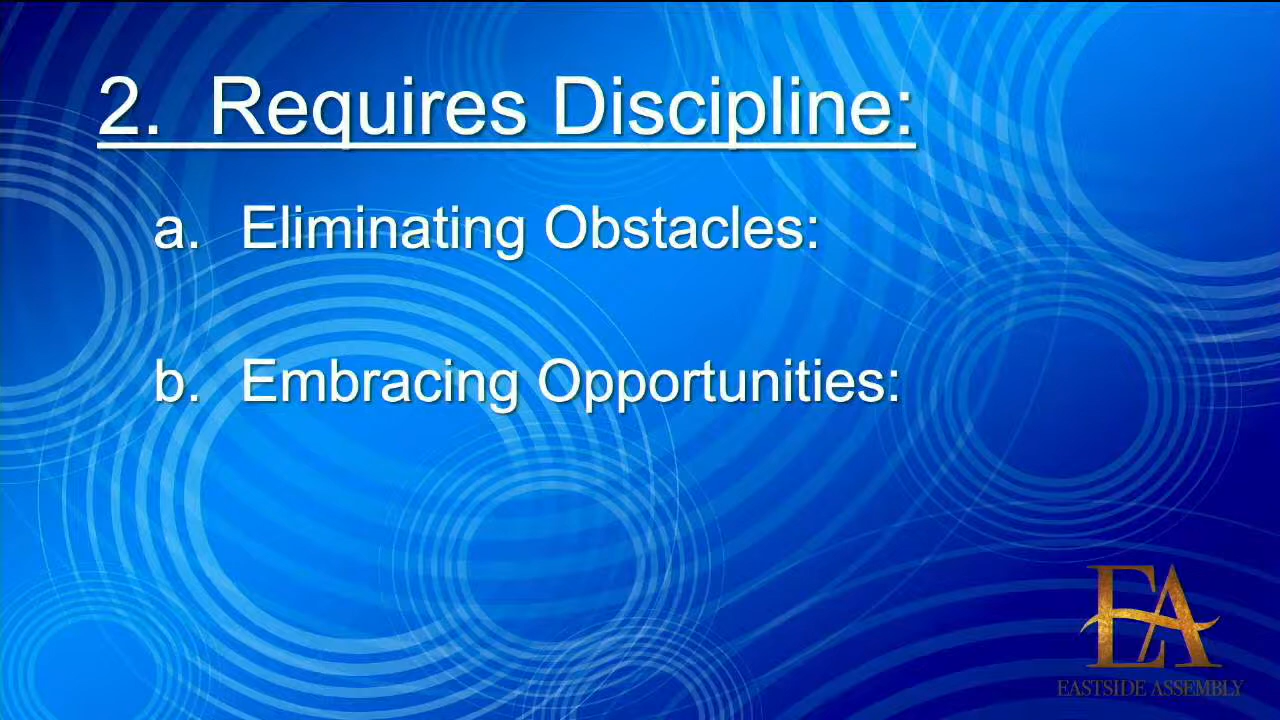 2. Requires Discipline:
a. Eliminating Obstacles:
b. Embracing Opportunities:
EA
EASTSIDE ASSEMBLY